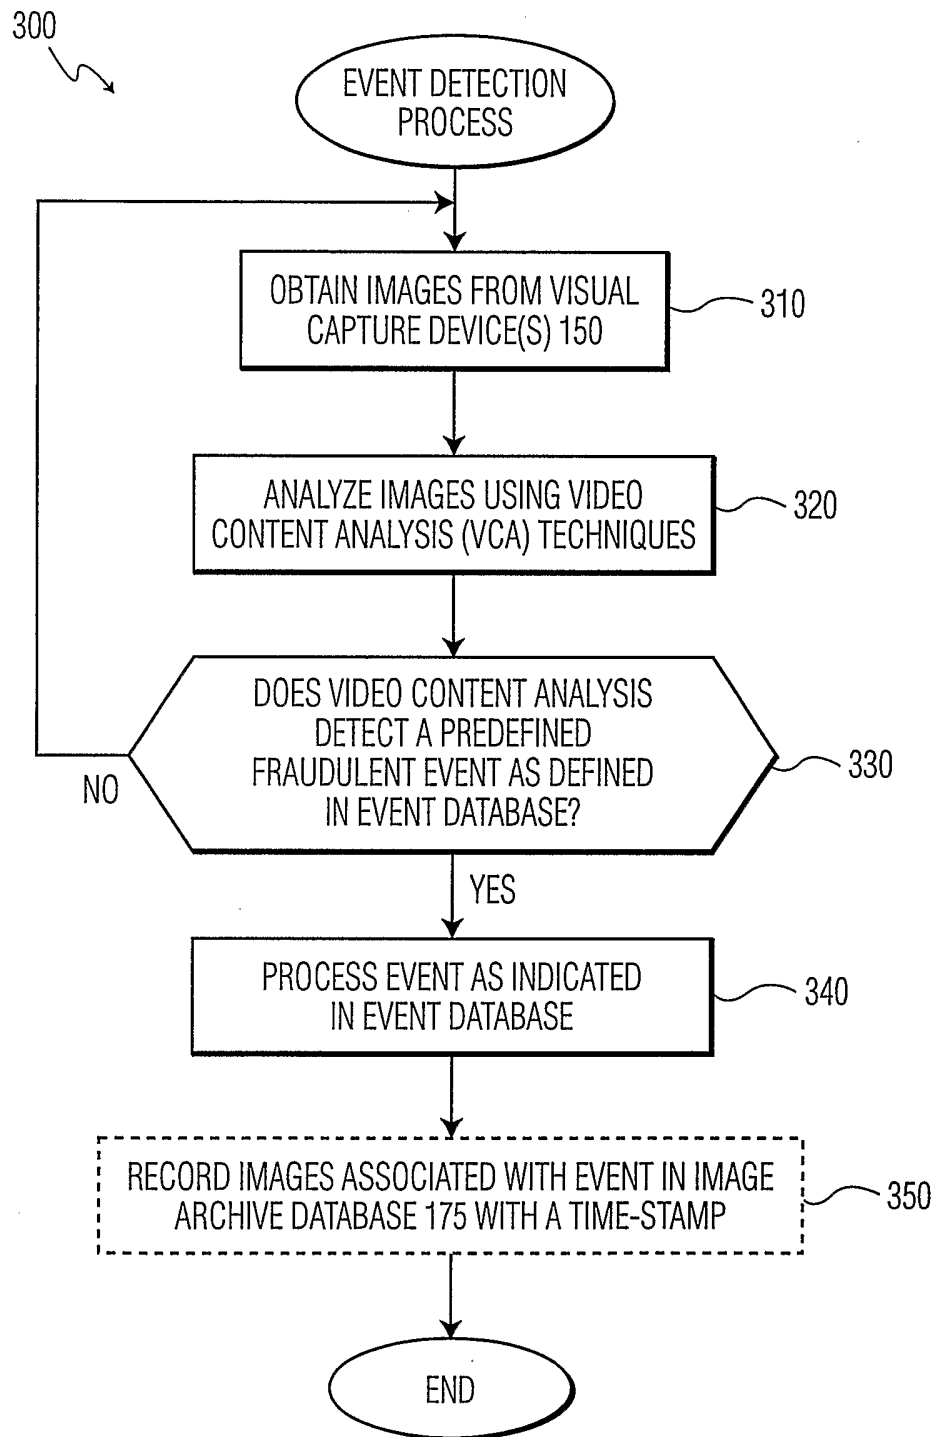 300
EVENT DETECTION
PROCESS
OBTAIN IMAGES FROM VISUAL
CAPTURE DEVICE(S) 150
310
ANALYZE IMAGES USING VIDEO
CONTENT ANALYSIS (VCA) TECHNIQUES
320
DOES VIDEO CONTENT ANALYSIS
DETECT A PREDEFINED
FRAUDULENT EVENT AS DEFINED
IN EVENT DATABASE?
330
NO
YES
PROCESS EVENT AS INDICATED
IN EVENT DATABASE
340
RECORD IMAGES ASSOCIATED WITH EVENT IN IMAGE
ARCHIVE DATABASE 175 WITH A TIME-STAMP
350
END